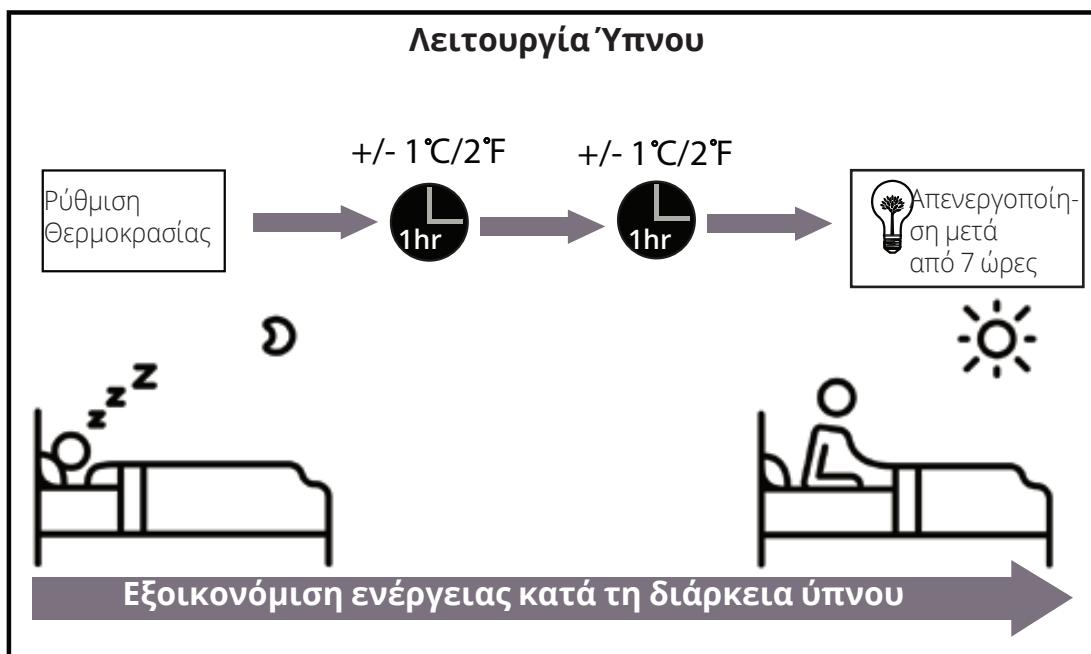 Λειτουργία Ύπνου
+/- 1℃/2℉
+/- 1℃/2℉
Ρύθμιση
Θερμοκρασίας
1hr
1hr
Απενεργοποίη-
ση μετά
από 7 ώρες
z z Z
Εξοικονόμιση ενέργειας κατά τη διάρκεια ύπνου